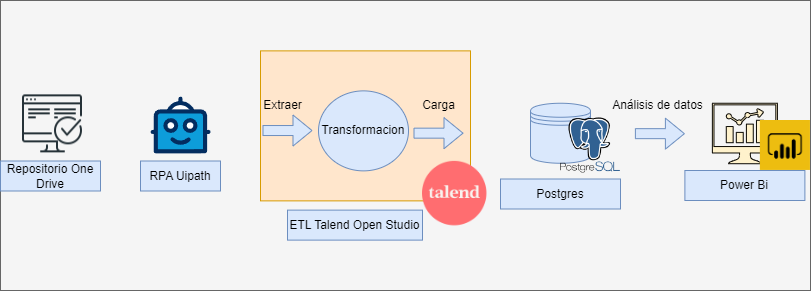 Extraer
Carga
Análisis de datos
Transformacion
PostgreSQL
Repositorio One
Drive
RPA Uipath
talend
Postgres
Power Bi
ETL Talend Open Studio